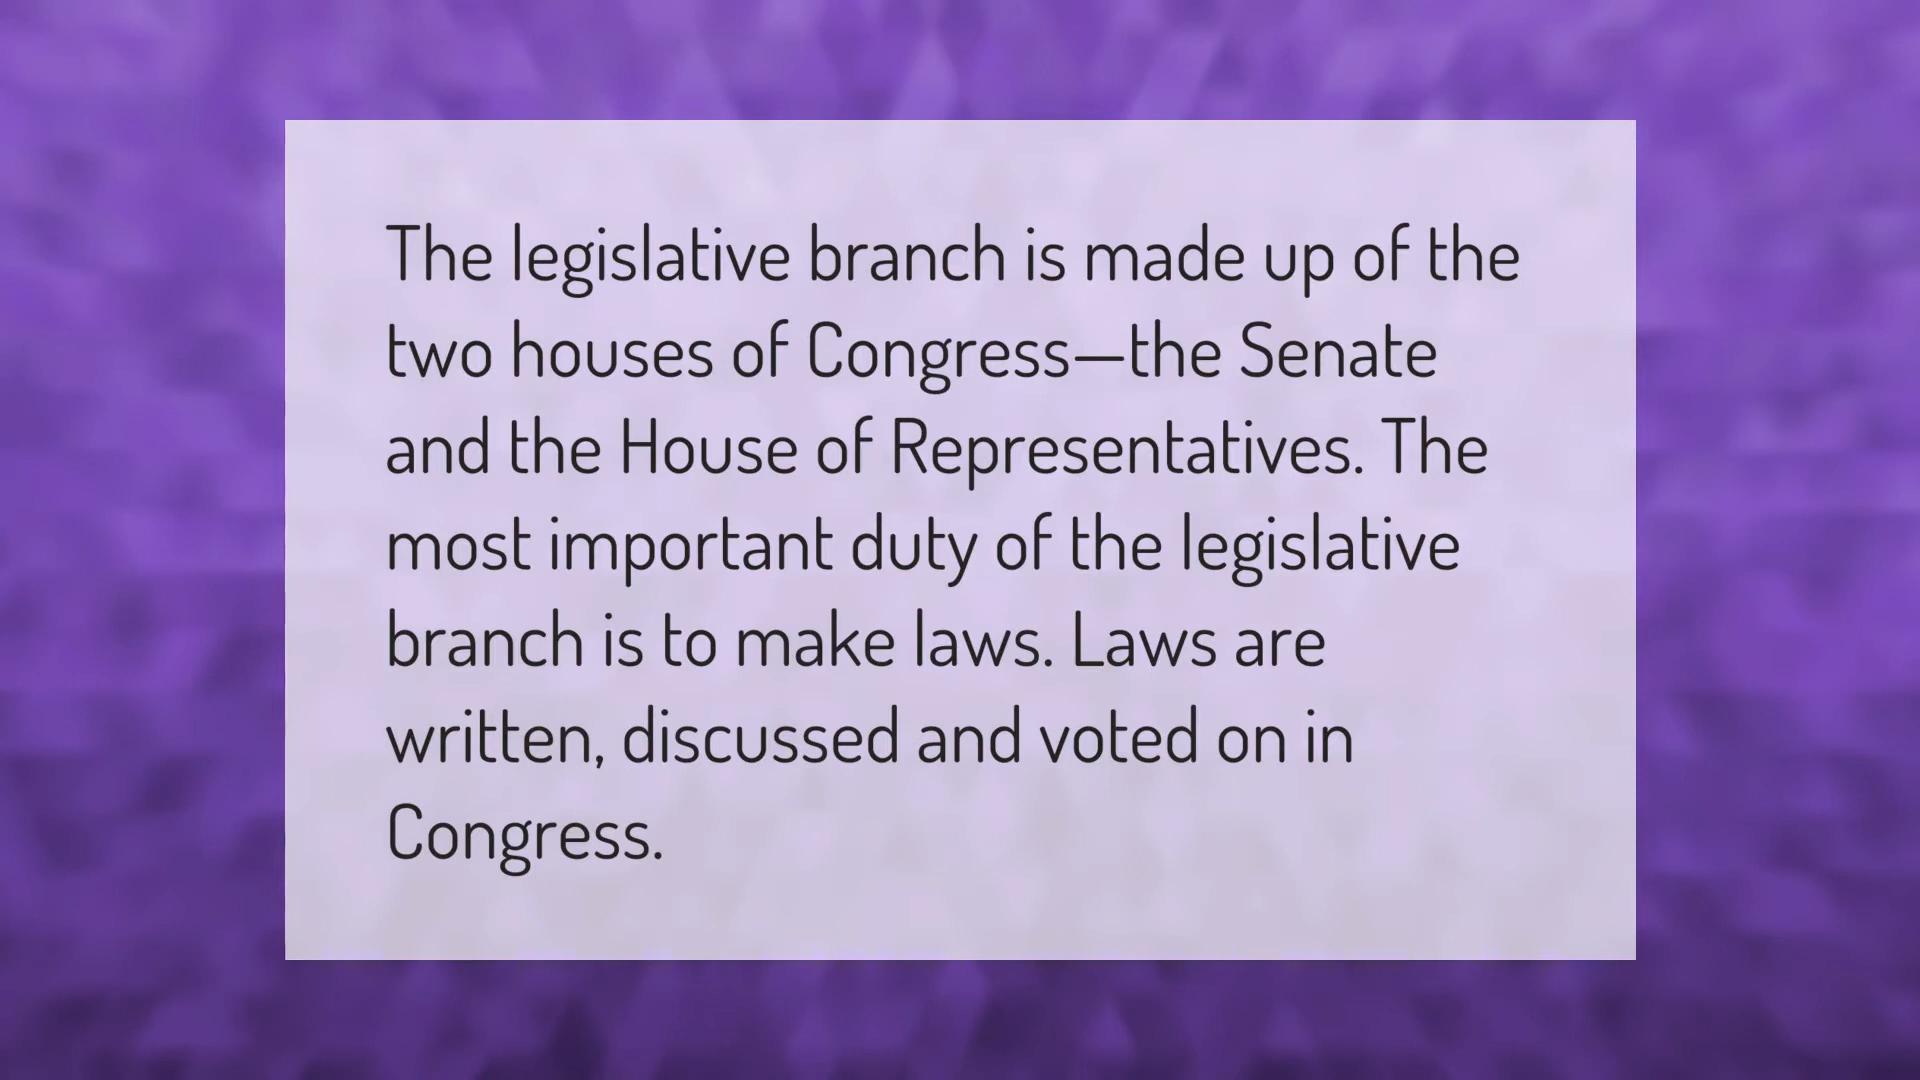 The legislative branch is made up of the
two houses of Congress—the Senate
and the House of Representatives. The
most important duty of the legislative
branch is to make laws. Laws are
written, discussed and voted on in
Congress.